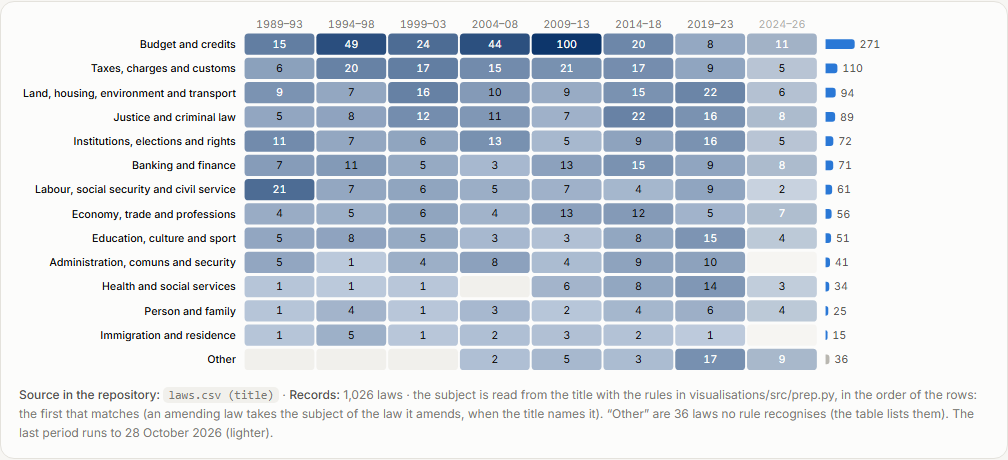 1989–93 1994–98 1999–03 2004–08 2009–13 2014–18 2019–23 2024–26
Budget and credits 15 49 24 44 100 20 8 11 271
Taxes, charges and customs 6 20 17 15 21 17 9 5 110
Land, housing, environment and transport 9 7 16 10 9 15 22 6 94
Justice and criminal law 5 8 12 11 7 22 16 8 89
Institutions, elections and rights 11 7 6 13 5 9 16 5 72
Banking and finance 7 11 5 3 13 15 9 8 71
Labour, social security and civil service 21 7 6 5 7 4 9 2 61
Economy, trade and professions 4 5 6 4 13 12 5 7 56
Education, culture and sport 5 8 5 3 3 8 15 4 51
Administration, comuns and security 5 1 4 8 4 9 10 41
Health and social services 1 1 1 6 8 14 3 34
Person and family 1 4 1 3 2 4 6 4 25
Immigration and residence 1 5 1 2 3 2 1 15
Other 2 5 3 17 9 36
Source in the repository: laws.csv (title) · Records: 1,026 laws · the subject is read from the title with the rules in visualisations/src/prep.py, in the order of the rows:
the first that matches (an amending law takes the subject of the law it amends, when the title names it). “Other” are 36 laws no rule recognises (the table lists them). The
last period runs to 28 October 2026 (lighter).